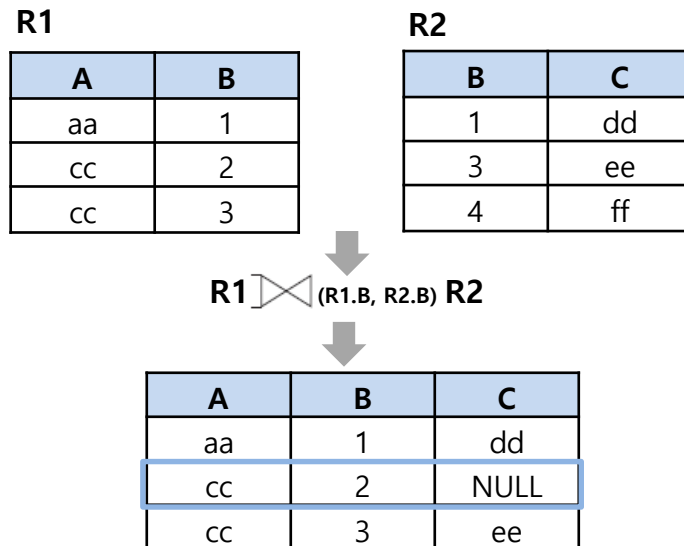 R1
R2
A B
aa 1
cc 2
cc 3
B C
1 dd
3 ee
4 ff
R1 ⟕ (R1.B, R2.B) R2
A B C
aa 1 dd
cc 2 NULL
cc 3 ee